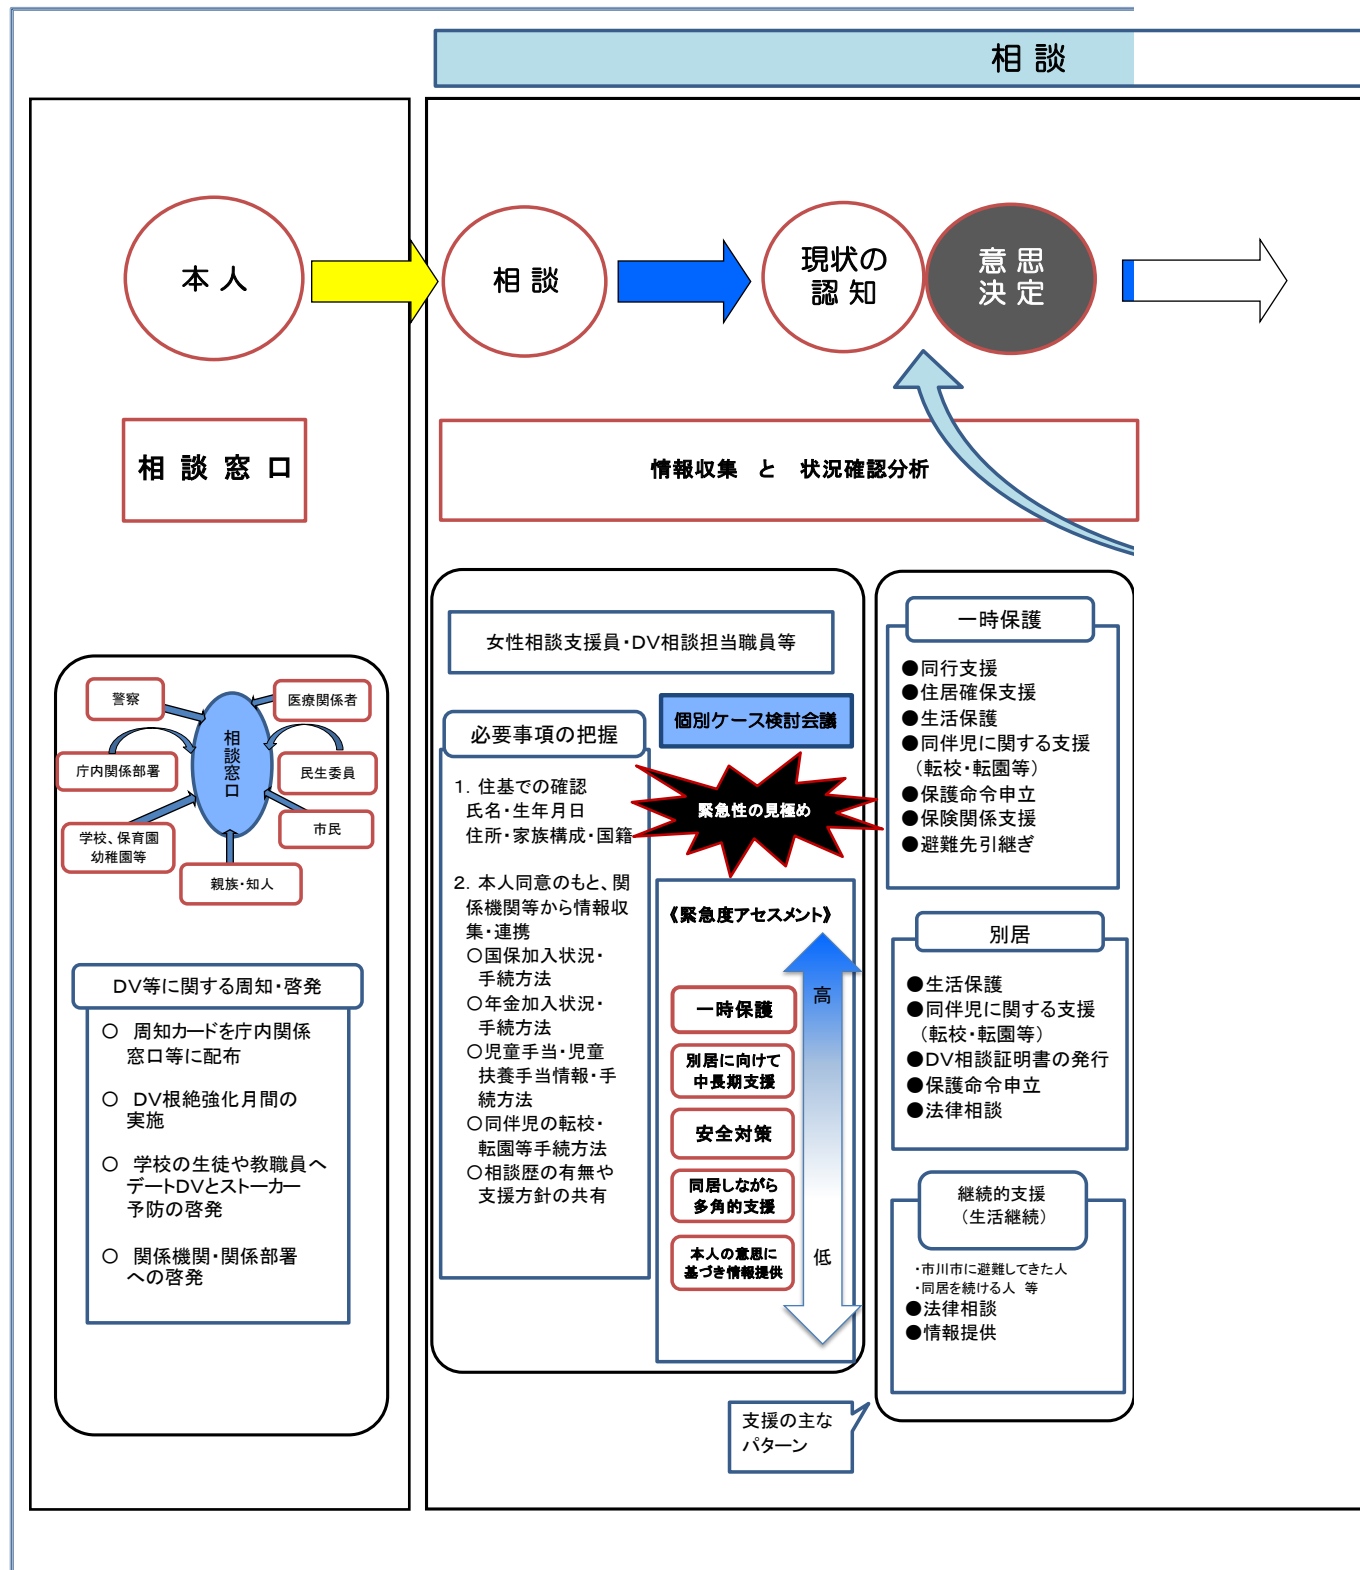 相 談
本 人
相 談
現状の
認 知
意 思
決 定
相 談 窓 口
情報収集　と　状況確認分析
警察
医療関係者
相談窓口
庁内関係部署
民生委員
学校、保育園
幼稚園等
市民
親族・知人
DV等に関する周知・啓発
○　周知カードを庁内関係
窓口等に配布
○　DV根絶強化月間の
実施
○　学校の生徒や教職員へ
デートDVとストーカー
予防の啓発
○　関係機関・関係部署
への啓発
女性相談支援員・DV相談担当職員等
必要事項の把握
1．住基での確認
氏名・生年月日
住所・家族構成・国籍
2．本人同意のもと、関
係機関等から情報収
集・連携
○国保加入状況・
手続方法
○年金加入状況・
手続方法
○児童手当・児童
扶養手当情報・手
続方法
○同伴児の転校・
転園等手続方法
○相談歴の有無や
支援方針の共有
個別ケース検討会議
緊急性の見極め
《緊急度アセスメント》
高
一時保護
別居に向けて
中長期支援
安全対策
同居しながら
多角的支援
本人の意思に
基づき情報提供
低
一時保護
●同行支援
●住居確保支援
●生活保護
●同伴児に関する支援
（転校・転園等）
●保護命令申立
●保険関係支援
●避難先引継ぎ
別居
●生活保護
●同伴児に関する支援
（転校・転園等）
●DV相談証明書の発行
●保護命令申立
●法律相談
継続的支援
（生活継続）
・市川市に避難してきた人
・同居を続ける人　等
●法律相談
●情報提供
支援の主な
パターン